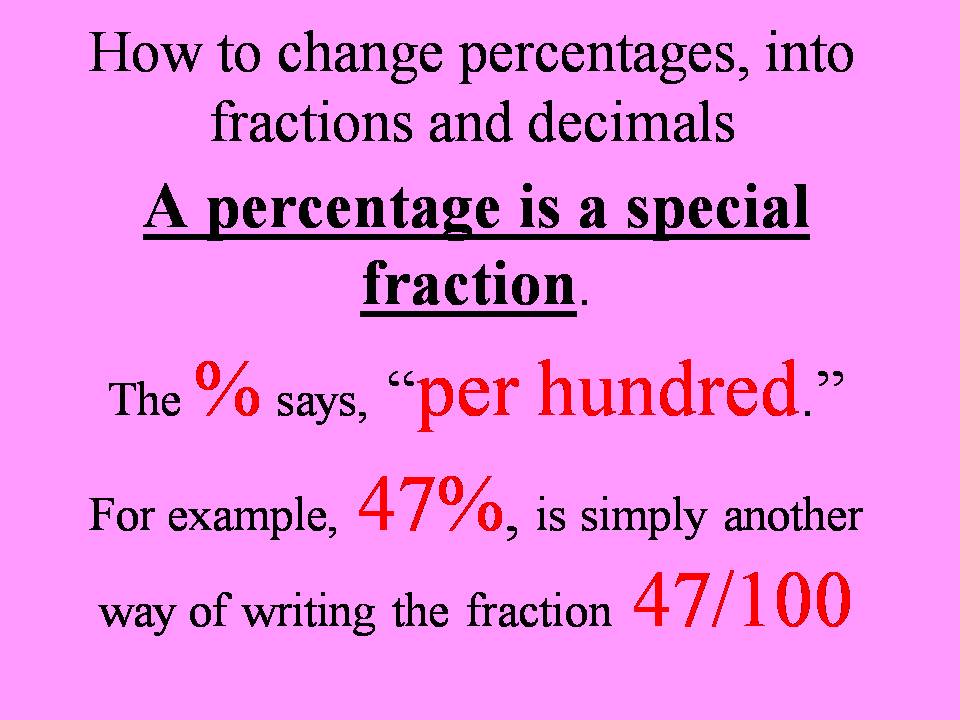 How to change percentages, into
fractions and decimals
A percentage is a special
fraction.
The % says, “per hundred.”
For example, 47%, is simply another
way of writing the fraction 47/100